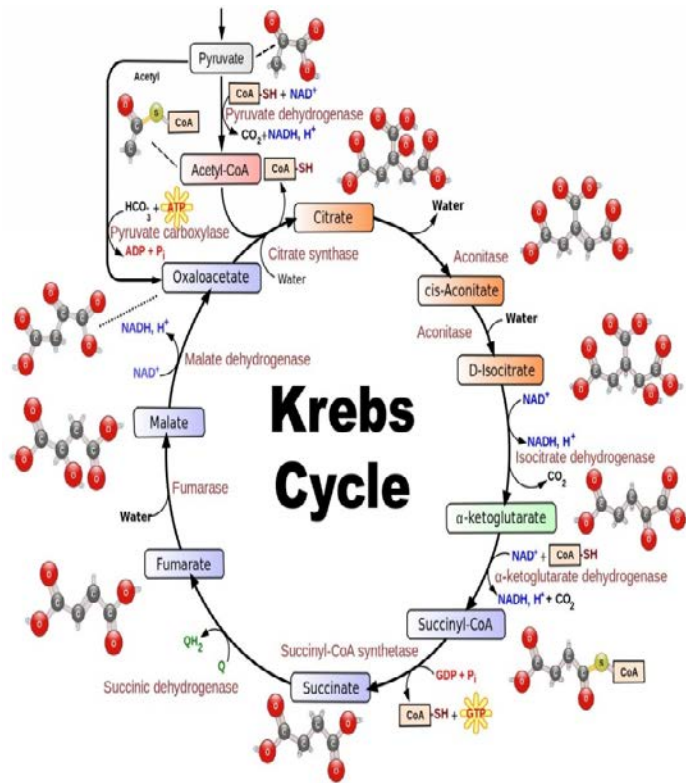 Pyruvate
Acetyl
CoA-SH + NAD⁺
Pyruvate dehydrogenase
CO₂+NADH, H⁺
S CoA
Acetyl-CoA
CoA-SH
HCO₃⁻ + ATP
Pyruvate carboxylase
ADP + Pᵢ
Oxaloacetate
Citrate synthase
Water
Citrate
Water
Aconitase
cis-Aconitate
Aconitase
Water
D-Isocitrate
NAD⁺
NADH, H⁺
Isocitrate dehydrogenase
CO₂
α-ketoglutarate
NAD⁺ + CoA-SH
α-ketoglutarate dehydrogenase
NADH, H⁺ + CO₂
Succinyl-CoA
S CoA
Succinyl-CoA synthetase
GDP + Pᵢ
CoA-SH + GTP
Succinate
QH₂
Q
Succinic dehydrogenase
Fumarate
Water
Fumarase
Malate
NADH, H⁺
NAD⁺
Malate dehydrogenase
Krebs
Cycle